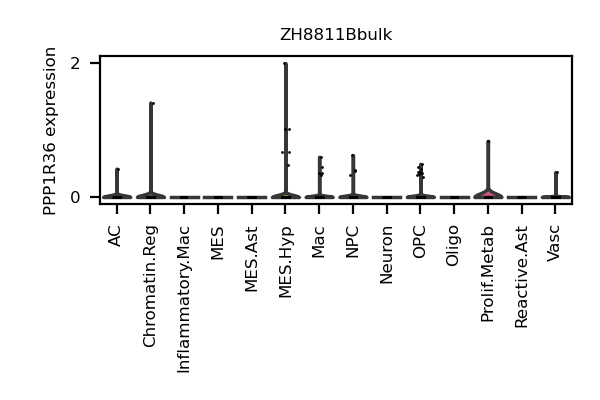 ZH8811Bbulk
PPP1R36 expression
2
0
AC
Chromatin.Reg
Inflammatory.Mac
MES
MES.Ast
MES.Hyp
Mac
NPC
Neuron
OPC
Oligo
Prolif.Metab
Reactive.Ast
Vasc